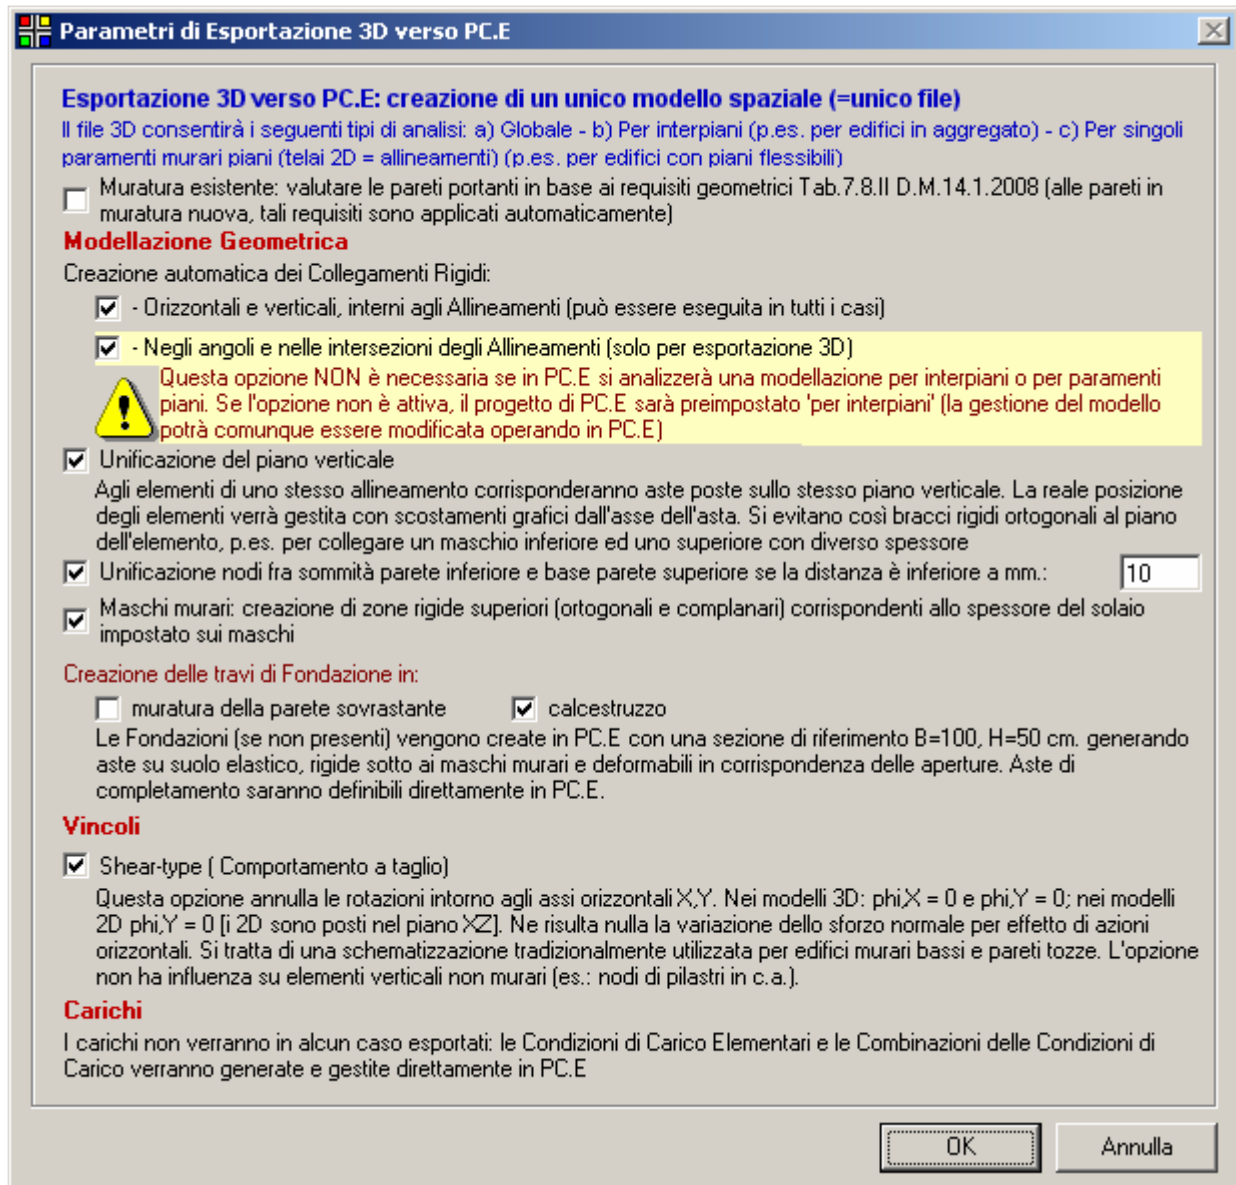 Parametri di Esportazione 3D verso PC.E
Esportazione 3D verso PC.E: creazione di un unico modello spaziale (=unico file)
Il file 3D consentirà i seguenti tipi di analisi: a) Globale - b) Per interpiani (p.es. per edifici in aggregato) - c) Per singoli
paramenti murari piani (telai 2D = allineamenti) (p.es. per edifici con piani flessibili)
Muratura esistente: valutare le pareti portanti in base ai requisiti geometrici Tab.7.8.II D.M.14.1.2008 (alle pareti in
muratura nuova, tali requisiti sono applicati automaticamente)
Modellazione Geometrica
Creazione automatica dei Collegamenti Rigidi:
- Orizzontali e verticali, interni agli Allineamenti (può essere eseguita in tutti i casi)
- Negli angoli e nelle intersezioni degli Allineamenti (solo per esportazione 3D)
Questa opzione NON è necessaria se in PC.E si analizzerà una modellazione per interpiani o per paramenti
piani. Se l'opzione non è attiva, il progetto di PC.E sarà preimpostato 'per interpiani' (la gestione del modello
potrà comunque essere modificata operando in PC.E)
Unificazione del piano verticale
Agli elementi di uno stesso allineamento corrisponderanno aste poste sullo stesso piano verticale. La reale posizione
degli elementi verrà gestita con scostamenti grafici dall'asse dell'asta. Si evitano così bracci rigidi ortogonali al piano
dell'elemento, p.es. per collegare un maschio inferiore ed uno superiore con diverso spessore
Unificazione nodi fra sommità parete inferiore e base parete superiore se la distanza è inferiore a mm.: 10
Maschi murari: creazione di zone rigide superiori (ortogonali e complanari) corrispondenti allo spessore del solaio
impostato sui maschi
Creazione delle travi di Fondazione in:
muratura della parete sovrastante calcestruzzo
Le Fondazioni (se non presenti) vengono create in PC.E con una sezione di riferimento B=100, H=50 cm. generando
aste su suolo elastico, rigide sotto ai maschi murari e deformabili in corrispondenza delle aperture. Aste di
completamento saranno definibili direttamente in PC.E.
Vincoli
Shear-type ( Comportamento a taglio)
Questa opzione annulla le rotazioni intorno agli assi orizzontali X,Y. Nei modelli 3D: phi,X = 0 e phi,Y = 0; nei modelli
2D phi,Y = 0 [i 2D sono posti nel piano XZ]. Ne risulta nulla la variazione dello sforzo normale per effetto di azioni
orizzontali. Si tratta di una schematizzazione tradizionalmente utilizzata per edifici murari bassi e pareti tozze. L'opzione
non ha influenza su elementi verticali non murari (es.: nodi di pilastri in c.a.).
Carichi
I carichi non verranno in alcun caso esportati: le Condizioni di Carico Elementari e le Combinazioni delle Condizioni di
Carico verranno generate e gestite direttamente in PC.E
OK Annulla